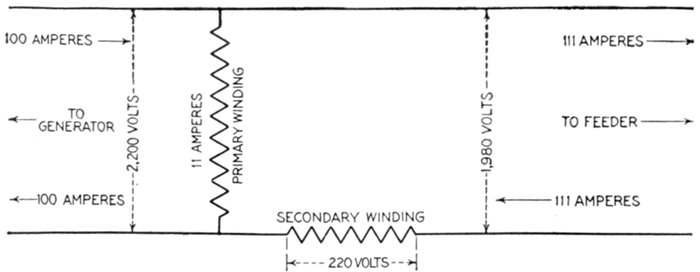 100 AMPERES
TO
GENERATOR
100 AMPERES
2,200 VOLTS
11 AMPERES
PRIMARY WINDING
SECONDARY WINDING
220 VOLTS
1,980 VOLTS
111 AMPERES
TO FEEDER
111 AMPERES